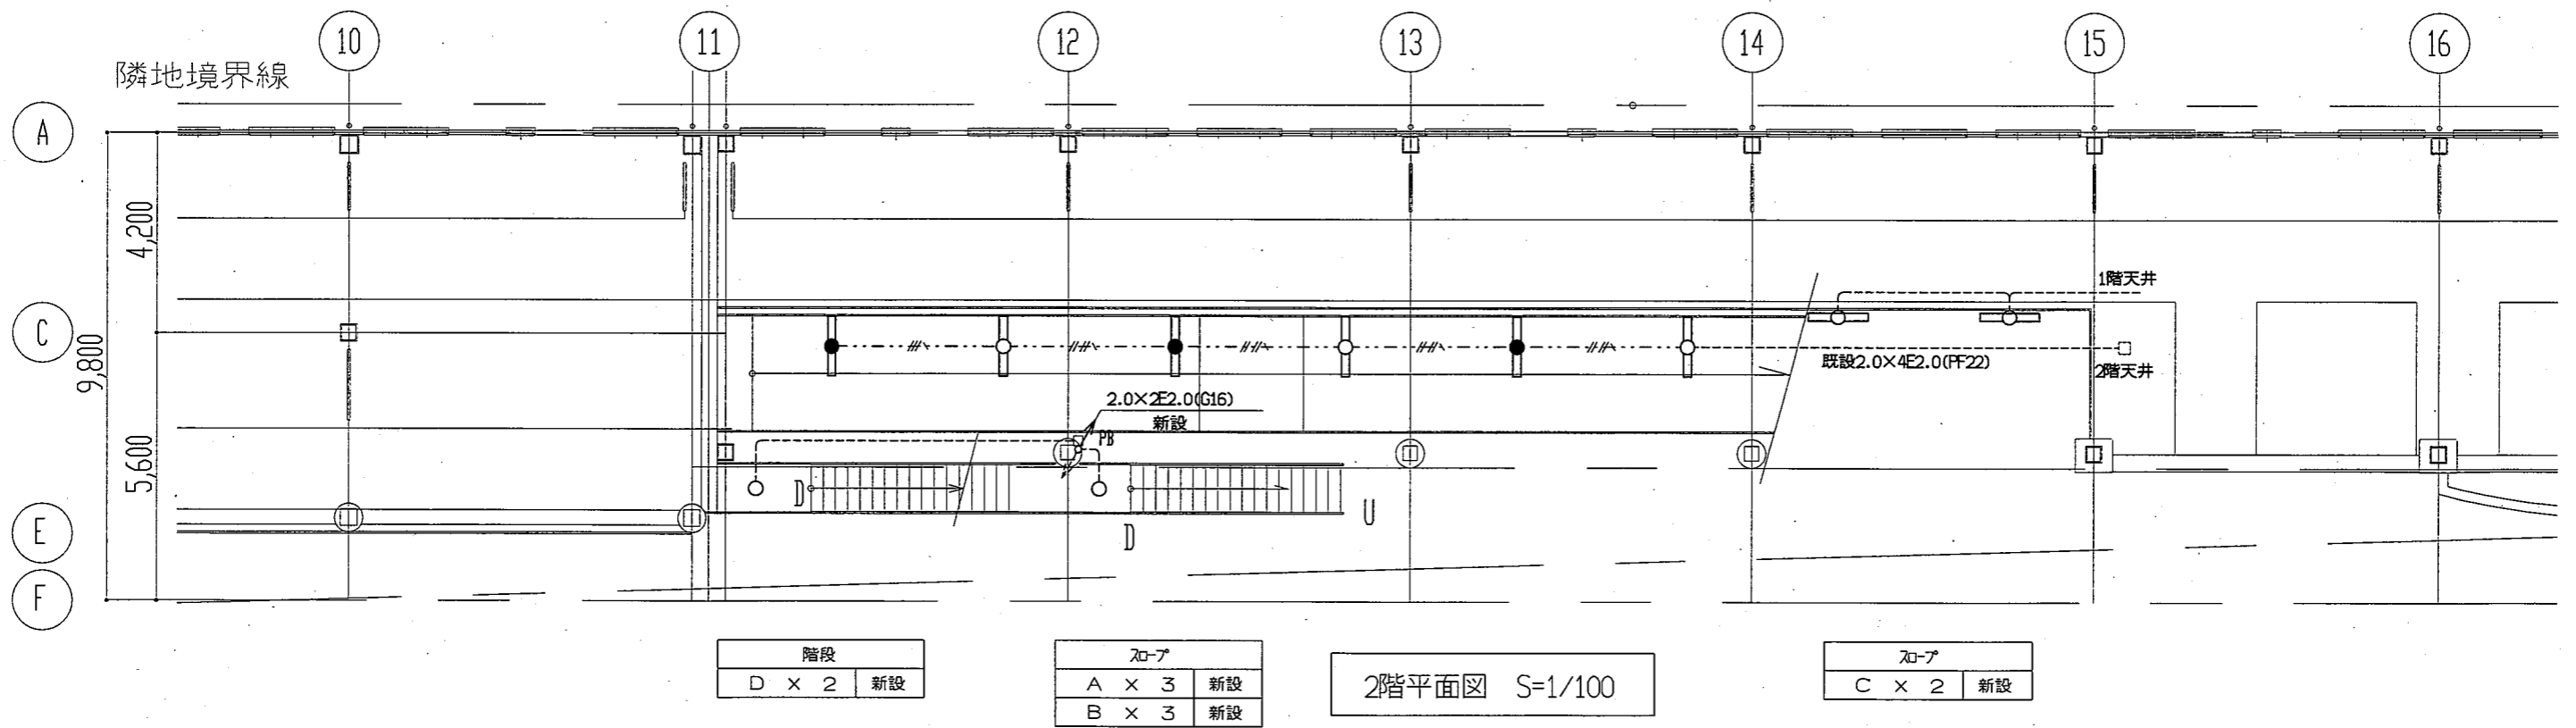 10
11
12
13
14
15
16
隣地境界線
A
4,200
1階天井
C
9,800
既設2.0×4E2.0(PF22)
2階天井
2.0×2E2.0(G16)
新設
PB
5,600
D
U
E
D
F
階段
D × 2 新設
スロープ
A × 3 新設
B × 3 新設
2階平面図 S=1/100
スロープ
C × 2 新設